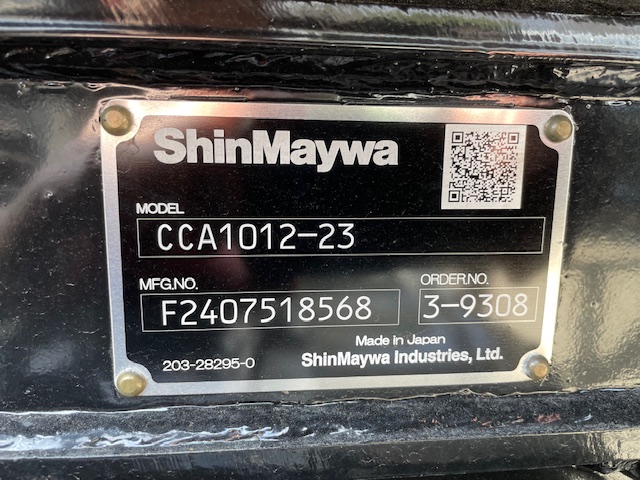 ShinMaywa
MODEL
CCA1012-23
MFG.NO.
ORDER.NO.
F2407518568
3-9308
Made in Japan
203-28295-0
ShinMaywa Industries, Ltd.